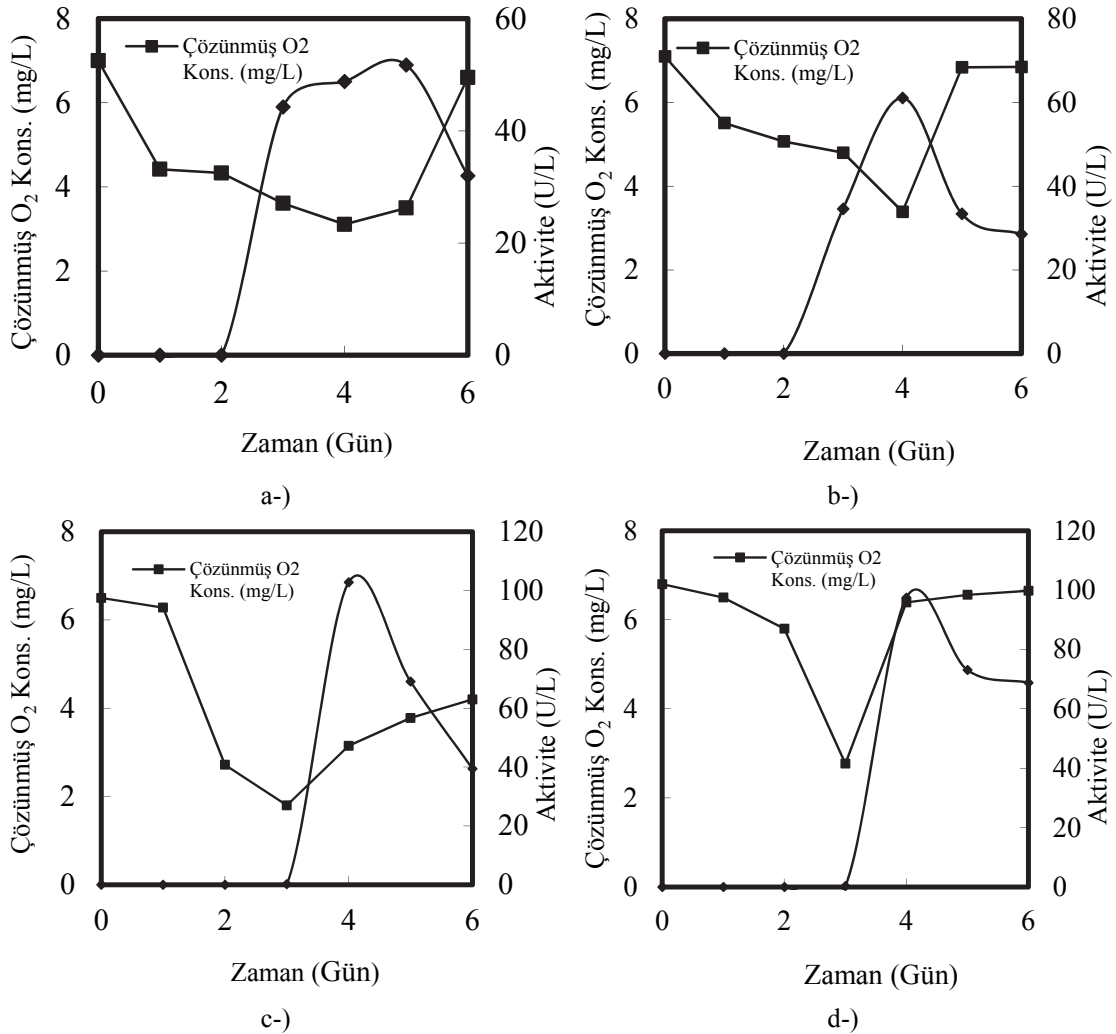 8
6
4
2
0
Çözünmüş O2 Kons. (mg/L)
Çözünmüş O2
Kons. (mg/L)
60
40
20
0
Aktivite (U/L)
0 2 4 6
Zaman (Gün)
a-)
8
6
4
2
0
Çözünmüş O2 Kons. (mg/L)
Çözünmüş O2
Kons. (mg/L)
80
60
40
20
0
Aktivite (U/L)
0 2 4 6
Zaman (Gün)
b-)
8
6
4
2
0
Çözünmüş O2 Kons. (mg/L)
Çözünmüş O2
Kons. (mg/L)
120
100
80
60
40
20
0
Aktivite (U/L)
0 2 4 6
Zaman (Gün)
c-)
8
6
4
2
0
Çözünmüş O2 Kons. (mg/L)
Çözünmüş O2
Kons. (mg/L)
120
100
80
60
40
20
0
Aktivite (U/L)
0 2 4 6
Zaman (Gün)
d-)